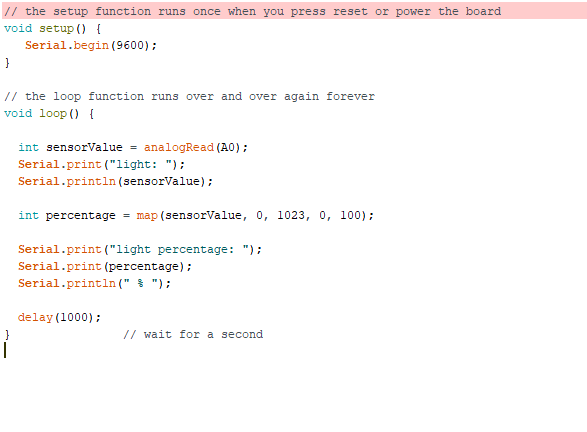 // the setup function runs once when you press reset or power the board
void setup() {
   Serial.begin(9600);
}

// the loop function runs over and over again forever
void loop() {

  int sensorValue = analogRead(A0);
  Serial.print("light: ");
  Serial.println(sensorValue);

  int percentage = map(sensorValue, 0, 1023, 0, 100);

  Serial.print("light percentage: ");
  Serial.print(percentage);
  Serial.println(" % ");

  delay(1000);
}                // wait for a second